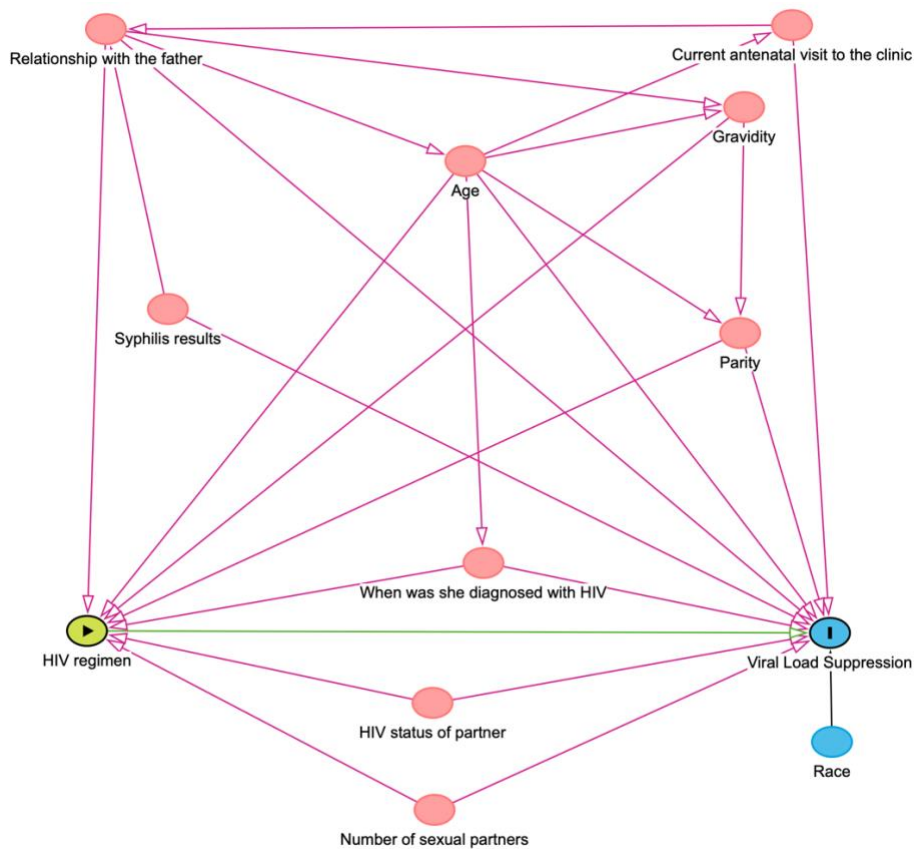 Relationship with the father
Current antenatal visit to the clinic
Gravidity
Age
Syphilis results
Parity
When was she diagnosed with HIV
HIV regimen
Viral Load Suppression
HIV status of partner
Race
Number of sexual partners